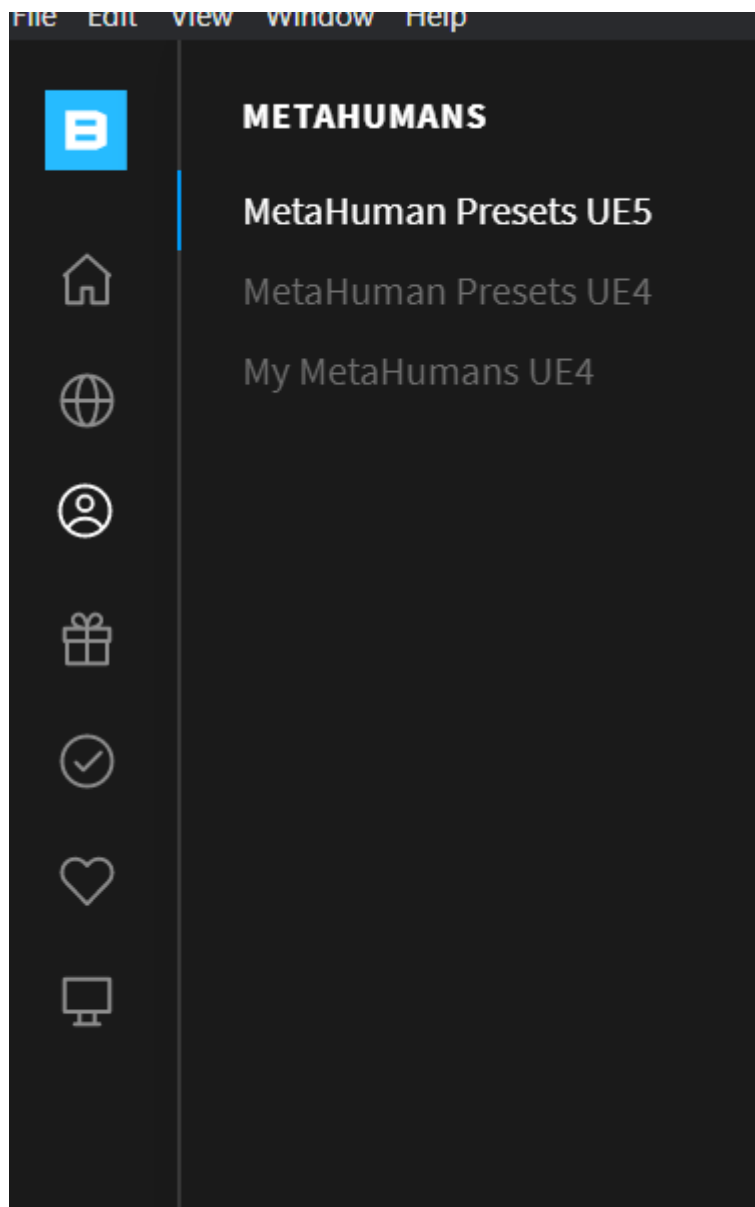 File Edit View Window Help
METAHUMANS
MetaHuman Presets UE5
MetaHuman Presets UE4
My MetaHumans UE4